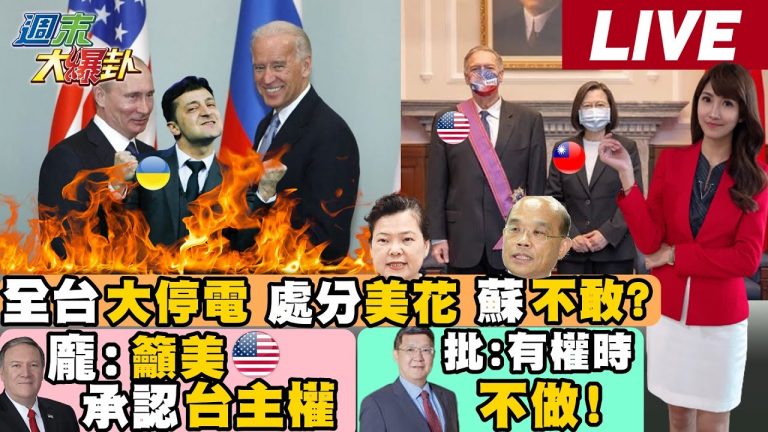 週末
大爆卦
LIVE
全台大停電 處分美花 蘇不敢?
龐:籲美
承認台主權
批:有權時
不做!